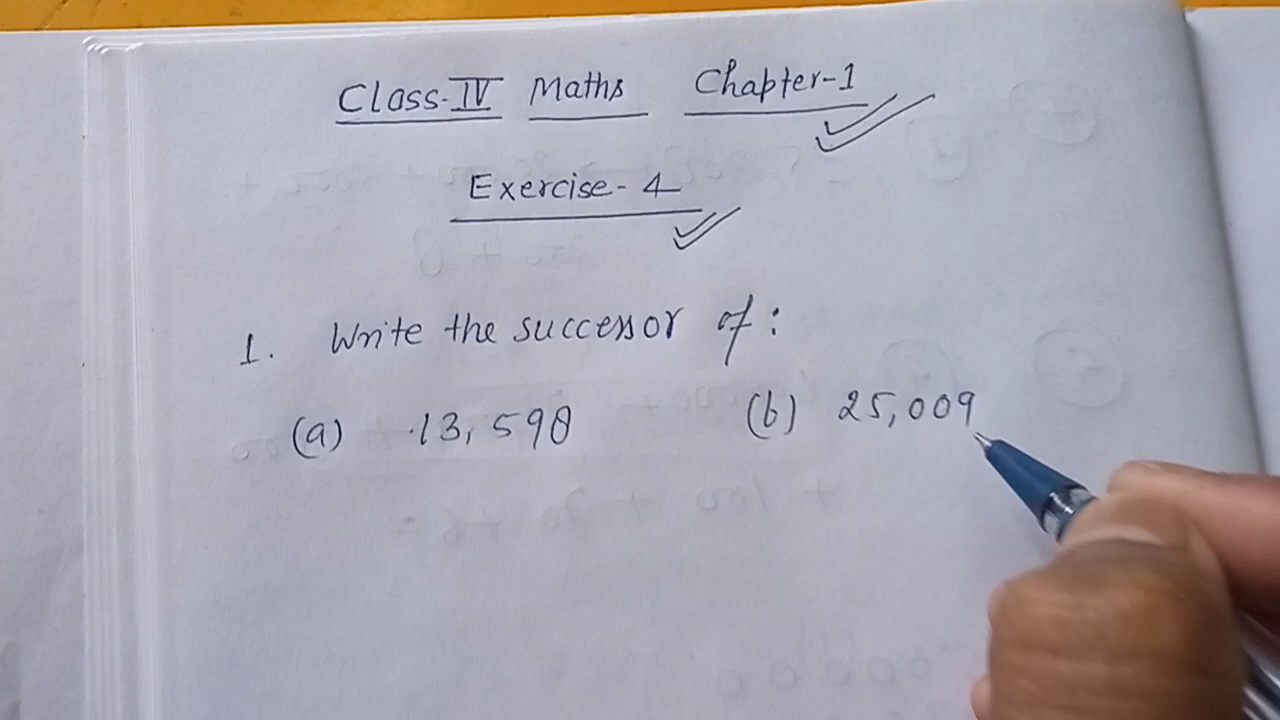 Class-IV Maths Chapter-1
Exercise-4
1. Write the successor of:
(a) 13,598 (b) 25,009